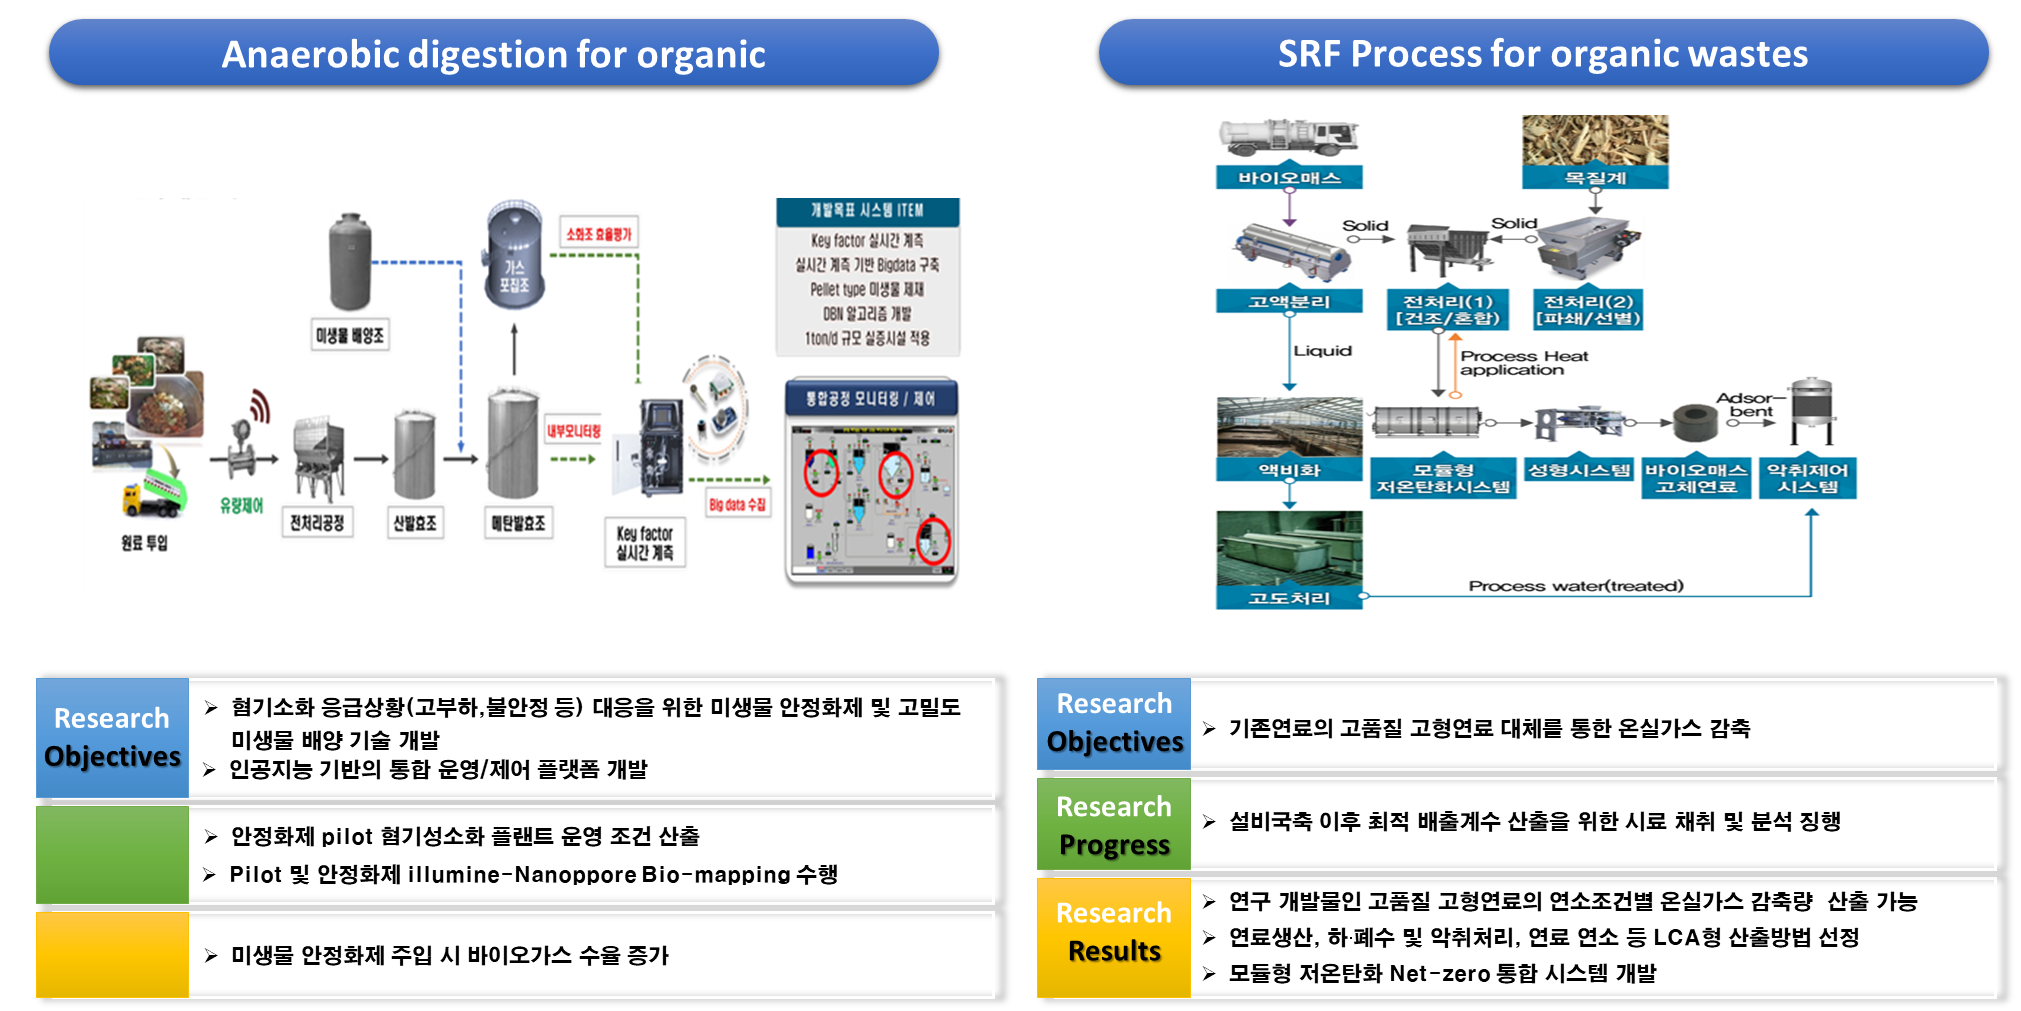 Anaerobic digestion for organic
소화조 효율평가
가스
포집조
미생물 배양조
개발목표 시스템 ITEM
Key factor 실시간 계측
실시간 계측 기반 Bigdata 구축
Pellet type 미생물 제재
DBN 알고리즘 개발
1ton/d 규모 실증시설 적용
통합공정 모니터링 / 제어
내부모니터링
유량제어
원료 투입
전처리공정
산발효조
메탄발효조
Key factor
실시간 계측
Big data 수집
Research
Objectives
➢ 혐기소화 응급상황(고부하,불안정 등) 대응을 위한 미생물 안정화제 및 고밀도
미생물 배양 기술 개발
➢ 인공지능 기반의 통합 운영/제어 플랫폼 개발
➢ 안정화제 pilot 혐기성소화 플랜트 운영 조건 산출
➢ Pilot 및 안정화제 illumine-Nanoppore Bio-mapping 수행
➢ 미생물 안정화제 주입 시 바이오가스 수율 증가
SRF Process for organic wastes
바이오매스
목질계
Solid
Solid
고액분리
전처리(1)
[건조/혼합]
전처리(2)
[파쇄/선별]
Liquid
Process Heat
application
Adsor-
bent
액비화
모듈형
저온탄화시스템
성형시스템
바이오매스
고체연료
악취제어
시스템
고도처리
Process water(treated)
Research
Objectives
➢ 기존연료의 고품질 고형연료 대체를 통한 온실가스 감축
Research
Progress
➢ 설비국축 이후 최적 배출계수 산출을 위한 시료 채취 및 분석 징행
Research
Results
➢ 연구 개발물인 고품질 고형연료의 연소조건별 온실가스 감축량 산출 가능
➢ 연료생산, 하·폐수 및 악취처리, 연료 연소 등 LCA형 산출방법 선정
➢ 모듈형 저온탄화 Net-zero 통합 시스템 개발